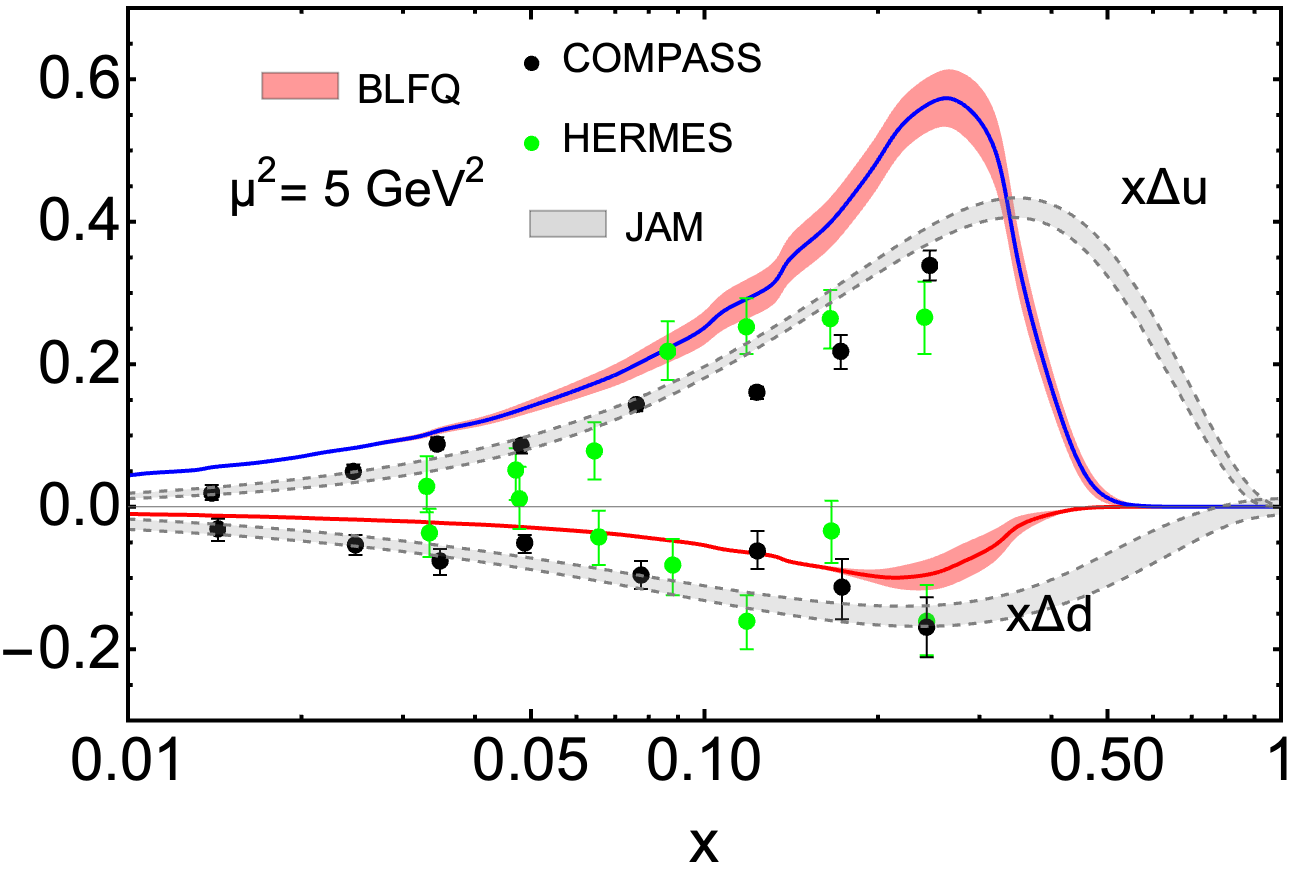 0.6
0.4
0.2
0.0
−0.2
BLFQ
COMPASS
HERMES
μ²= 5 GeV²
JAM
xΔu
xΔd
0.01 0.05 0.10 0.50 1
x